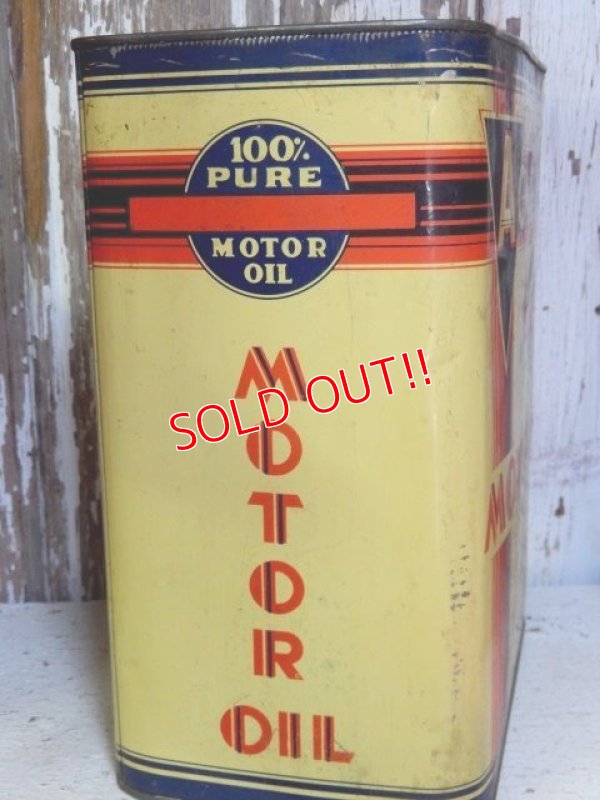 100% PURE
MOTOR OIL
SOLD OUT!!
MOTOR
OIL